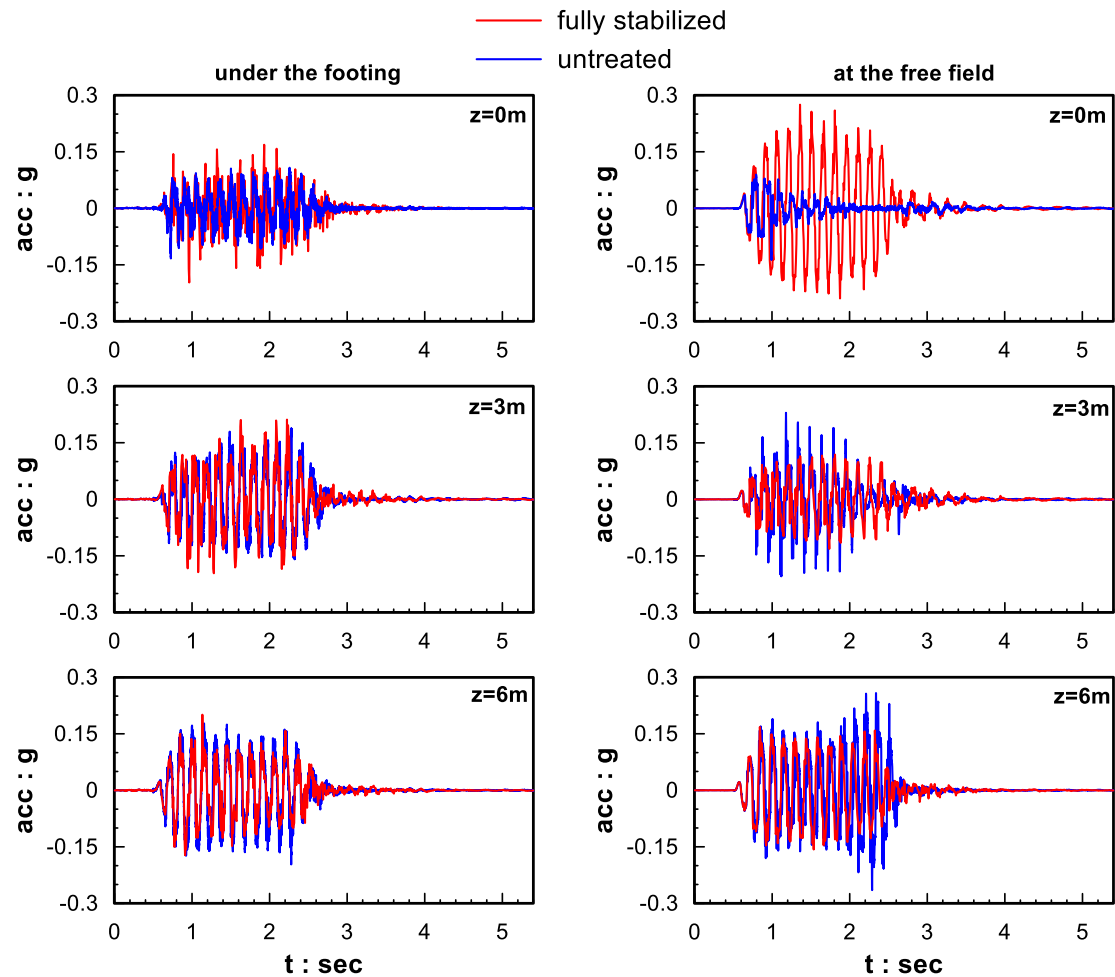 fully stabilized
untreated
under the footing
at the free field
0.3
0.15
0
-0.15
-0.3
acc : g
z=0m
0 1 2 3 4 5
0.3
0.15
0
-0.15
-0.3
acc : g
z=0m
0 1 2 3 4 5
0.3
0.15
0
-0.15
-0.3
acc : g
z=3m
0 1 2 3 4 5
0.3
0.15
0
-0.15
-0.3
acc : g
z=3m
0 1 2 3 4 5
0.3
0.15
0
-0.15
-0.3
acc : g
z=6m
0 1 2 3 4 5
t : sec
0.3
0.15
0
-0.15
-0.3
acc : g
z=6m
0 1 2 3 4 5
t : sec